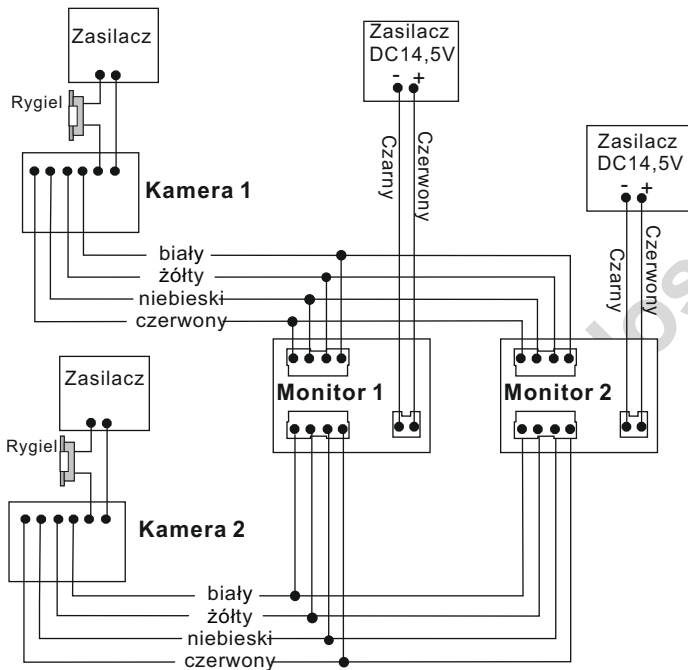 Zasilacz
Rygiel
Kamera 1
Zasilacz
DC14,5V
- +
Czarny
Czerwony
Zasilacz
DC14,5V
- +
Czarny
Czerwony
biały
żółty
niebieski
czerwony
Monitor 1
Monitor 2
Zasilacz
Rygiel
Kamera 2
biały
żółty
niebieski
czerwony